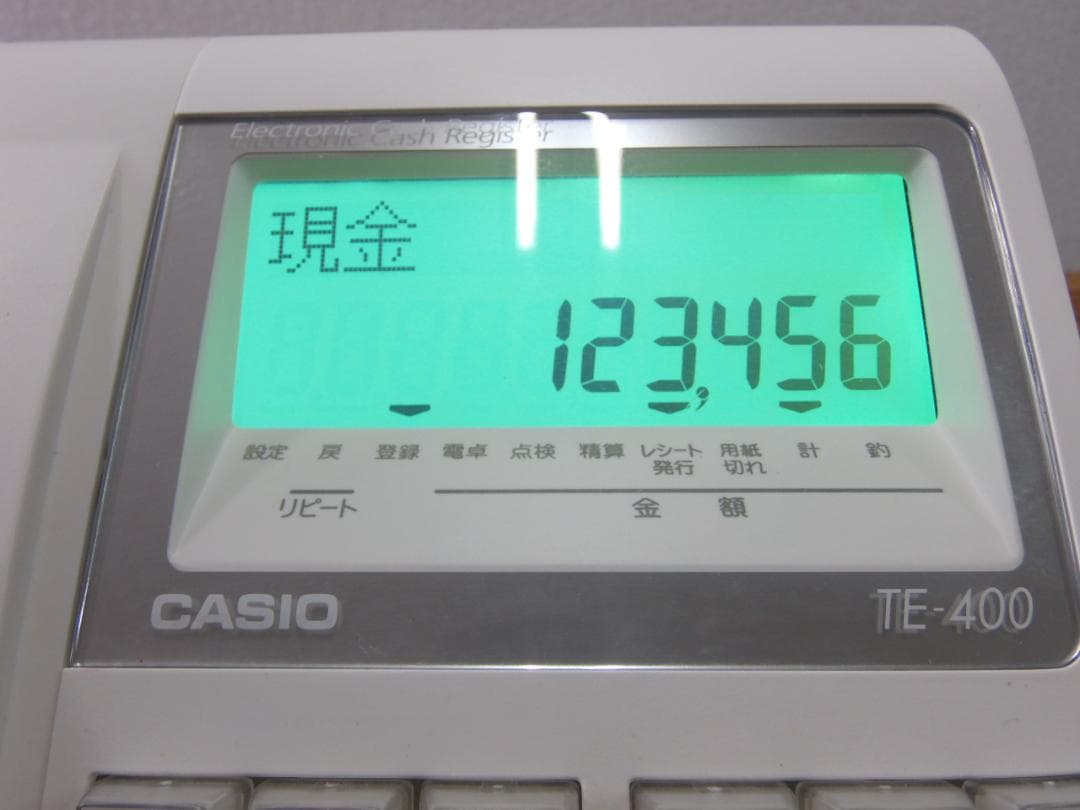 Electronic Cash Register
現金
123,456
設定 戻 登録 電卓 点検 精算 レシート発行 用紙切れ 計 釣
リピート 金額
CASIO TE-400